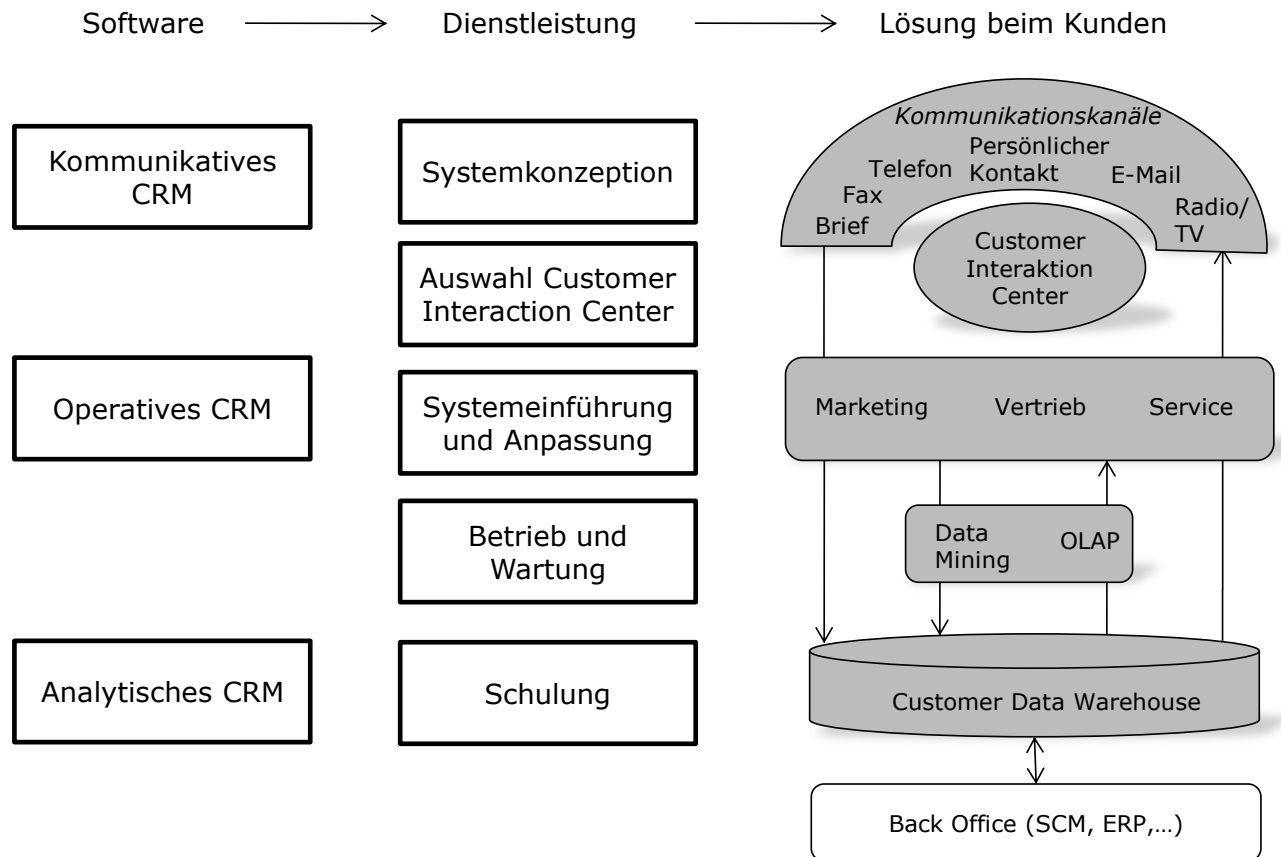 Software
Dienstleistung
Lösung beim Kunden
Kommunikatives
CRM
Operatives CRM
Analytisches CRM
Systemkonzeption
Auswahl Customer
Interaction Center
Systemeinführung
und Anpassung
Betrieb und
Wartung
Schulung
Kommunikationskanäle
Brief
Fax
Telefon
Persönlicher
Kontakt
E-Mail
Radio/
TV
Customer
Interaktion
Center
Marketing
Vertrieb
Service
Data
Mining
OLAP
Customer Data Warehouse
Back Office (SCM, ERP,...)